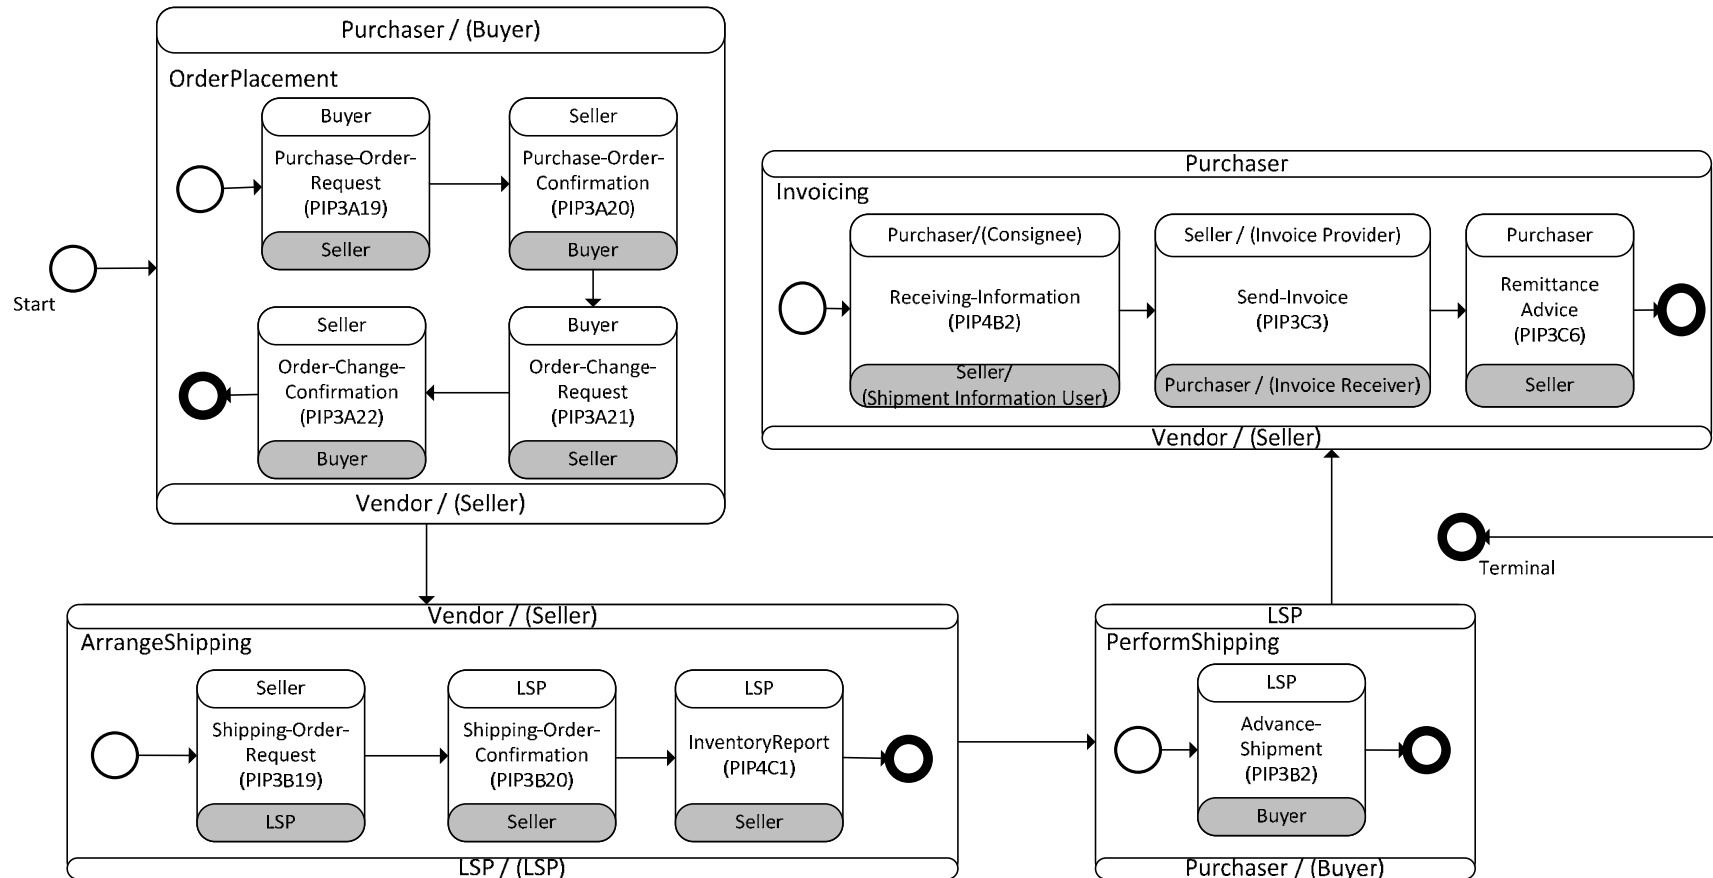 Start
Purchaser / (Buyer)
OrderPlacement
Buyer
Purchase-Order-
Request
(PIP3A19)
Seller
Seller
Purchase-Order-
Confirmation
(PIP3A20)
Buyer
Buyer
Order-Change-
Request
(PIP3A21)
Seller
Seller
Order-Change-
Confirmation
(PIP3A22)
Buyer
Vendor / (Seller)
Vendor / (Seller)
ArrangeShipping
Seller
Shipping-Order-
Request
(PIP3B19)
LSP
LSP
Shipping-Order-
Confirmation
(PIP3B20)
Seller
LSP
InventoryReport
(PIP4C1)
Seller
LSP / (LSP)
LSP
PerformShipping
LSP
Advance-
Shipment
(PIP3B2)
Buyer
Purchaser / (Buyer)
Purchaser
Invoicing
Purchaser/(Consignee)
Receiving-Information
(PIP4B2)
Seller/
(Shipment Information User)
Seller / (Invoice Provider)
Send-Invoice
(PIP3C3)
Purchaser / (Invoice Receiver)
Purchaser
Remittance
Advice
(PIP3C6)
Seller
Vendor / (Seller)
Terminal